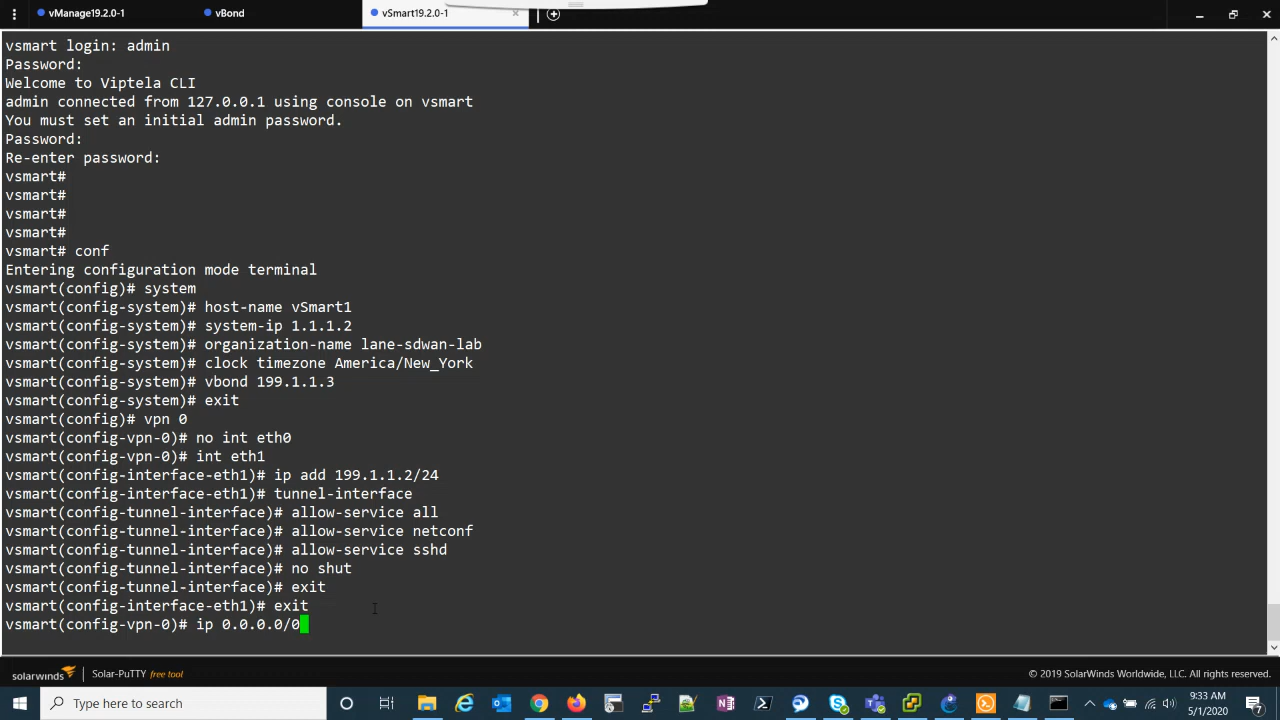 vManage19.2.0-1
vBond
vSmart19.2.0-1
vsmart login: admin
Password:
Welcome to Viptela CLI
admin connected from 127.0.0.1 using console on vsmart
You must set an initial admin password.
Password:
Re-enter password:
vsmart#
vsmart#
vsmart#
vsmart#
vsmart# conf
Entering configuration mode terminal
vsmart(config)# system
vsmart(config-system)# host-name vSmart1
vsmart(config-system)# system-ip 1.1.1.2
vsmart(config-system)# organization-name lane-sdwan-lab
vsmart(config-system)# clock timezone America/New_York
vsmart(config-system)# vbond 199.1.1.3
vsmart(config-system)# exit
vsmart(config)# vpn 0
vsmart(config-vpn-0)# no int eth0
vsmart(config-vpn-0)# int eth1
vsmart(config-interface-eth1)# ip add 199.1.1.2/24
vsmart(config-interface-eth1)# tunnel-interface
vsmart(config-tunnel-interface)# allow-service all
vsmart(config-tunnel-interface)# allow-service netconf
vsmart(config-tunnel-interface)# allow-service sshd
vsmart(config-tunnel-interface)# no shut
vsmart(config-tunnel-interface)# exit
vsmart(config-interface-eth1)# exit
vsmart(config-vpn-0)# ip 0.0.0.0/0
solarwinds Solar-PuTTY free tool
© 2019 SolarWinds Worldwide, LLC. All rights reserved.
Type here to search
9:33 AM
5/1/2020